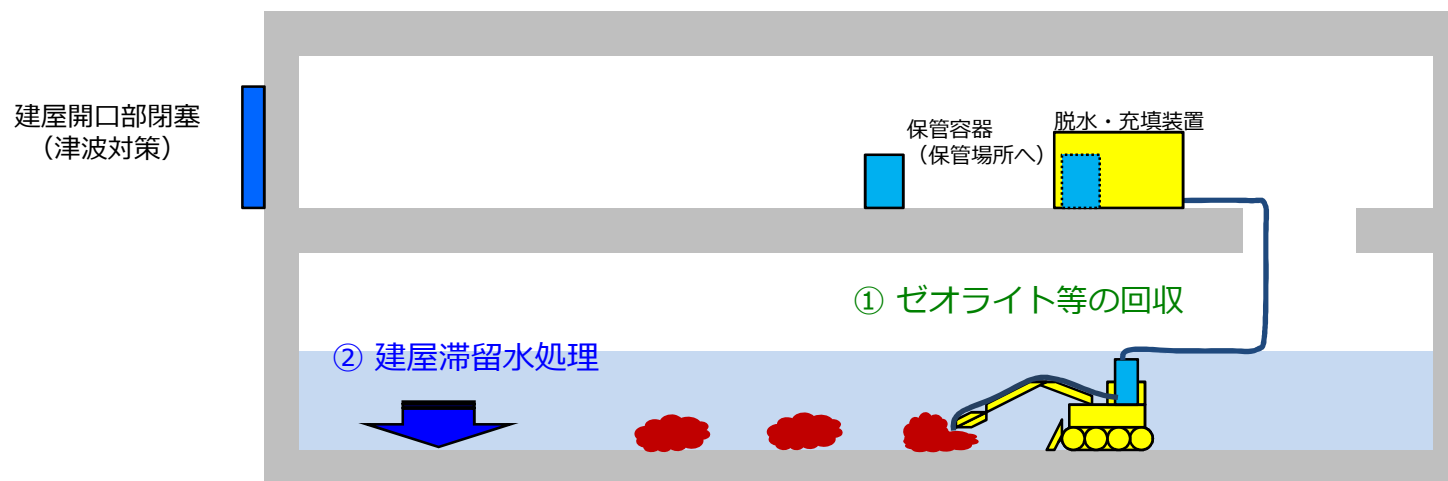 建屋開口部閉塞
（津波対策）
保管容器
（保管場所へ）
脱水・充填装置
① ゼオライト等の回収
② 建屋滞留水処理